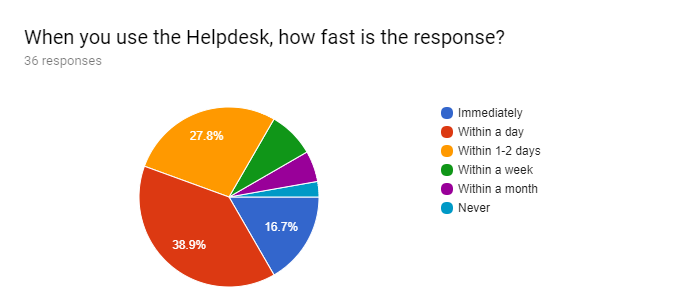 When you use the Helpdesk, how fast is the response?
36 responses
27.8%
38.9%
16.7%
Immediately
Within a day
Within 1-2 days
Within a week
Within a month
Never